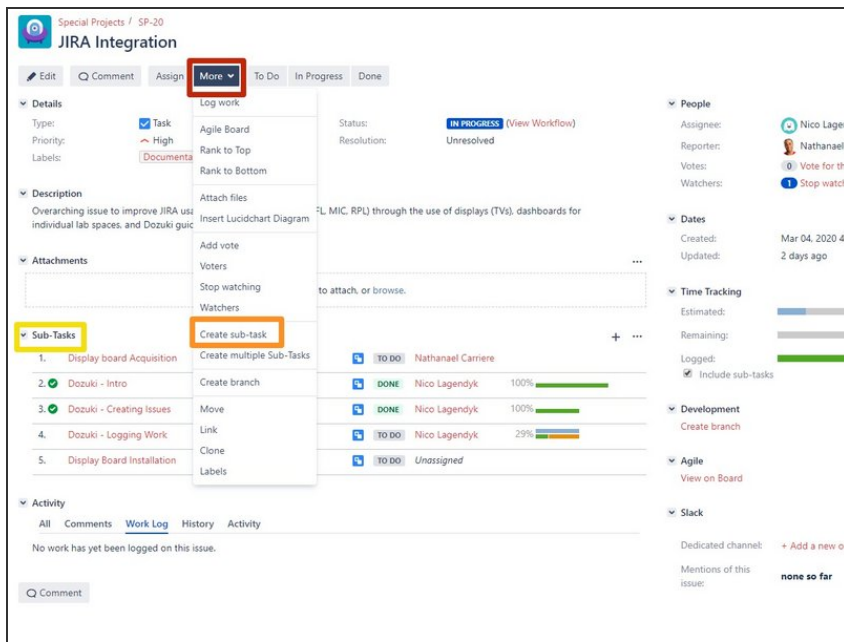 Special Projects / SP-20
JIRA Integration
Edit Comment Assign More To Do In Progress Done
Details
Type: Task
Priority: High
Labels:
Status: IN PROGRESS (View Workflow)
Resolution: Unresolved
Log work
Agile Board
Rank to Top
Rank to Bottom
Attach files
Insert Lucidchart Diagram
Add vote
Voters
Stop watching
Watchers
Create sub-task
Create multiple Sub-Tasks
Create branch
Move
Link
Clone
Labels
Description
Overarching issue to improve JIRA MIC, RPL) through the use of displays (TVs), dashboards for
individual lab spaces, and Dozuki
Attachments
to attach, or browse.
Sub-Tasks
1. Display board Acquisition TO DO Nathanael Carriere
2. Dozuki - Intro DONE Nico Lagendyk 100%
3. Dozuki - Creating Issues DONE Nico Lagendyk 100%
4. Dozuki - Logging Work TO DO Nico Lagendyk 29%
5. Display Board Installation TO DO Unassigned
Activity
All Comments Work Log History Activity
No work has yet been logged on this issue.
Comment
People
Assignee: Nico
Reporter: Nathanael
Votes: 0 Vote for
Watchers: 1 Stop
Dates
Created: Mar 04, 2020
Updated: 2 days ago
Time Tracking
Estimated:
Remaining:
Logged:
Include sub-tasks
Development
Create branch
Agile
View on Board
Slack
Dedicated channel: + Add a new
Mentions of this
issue: none so far